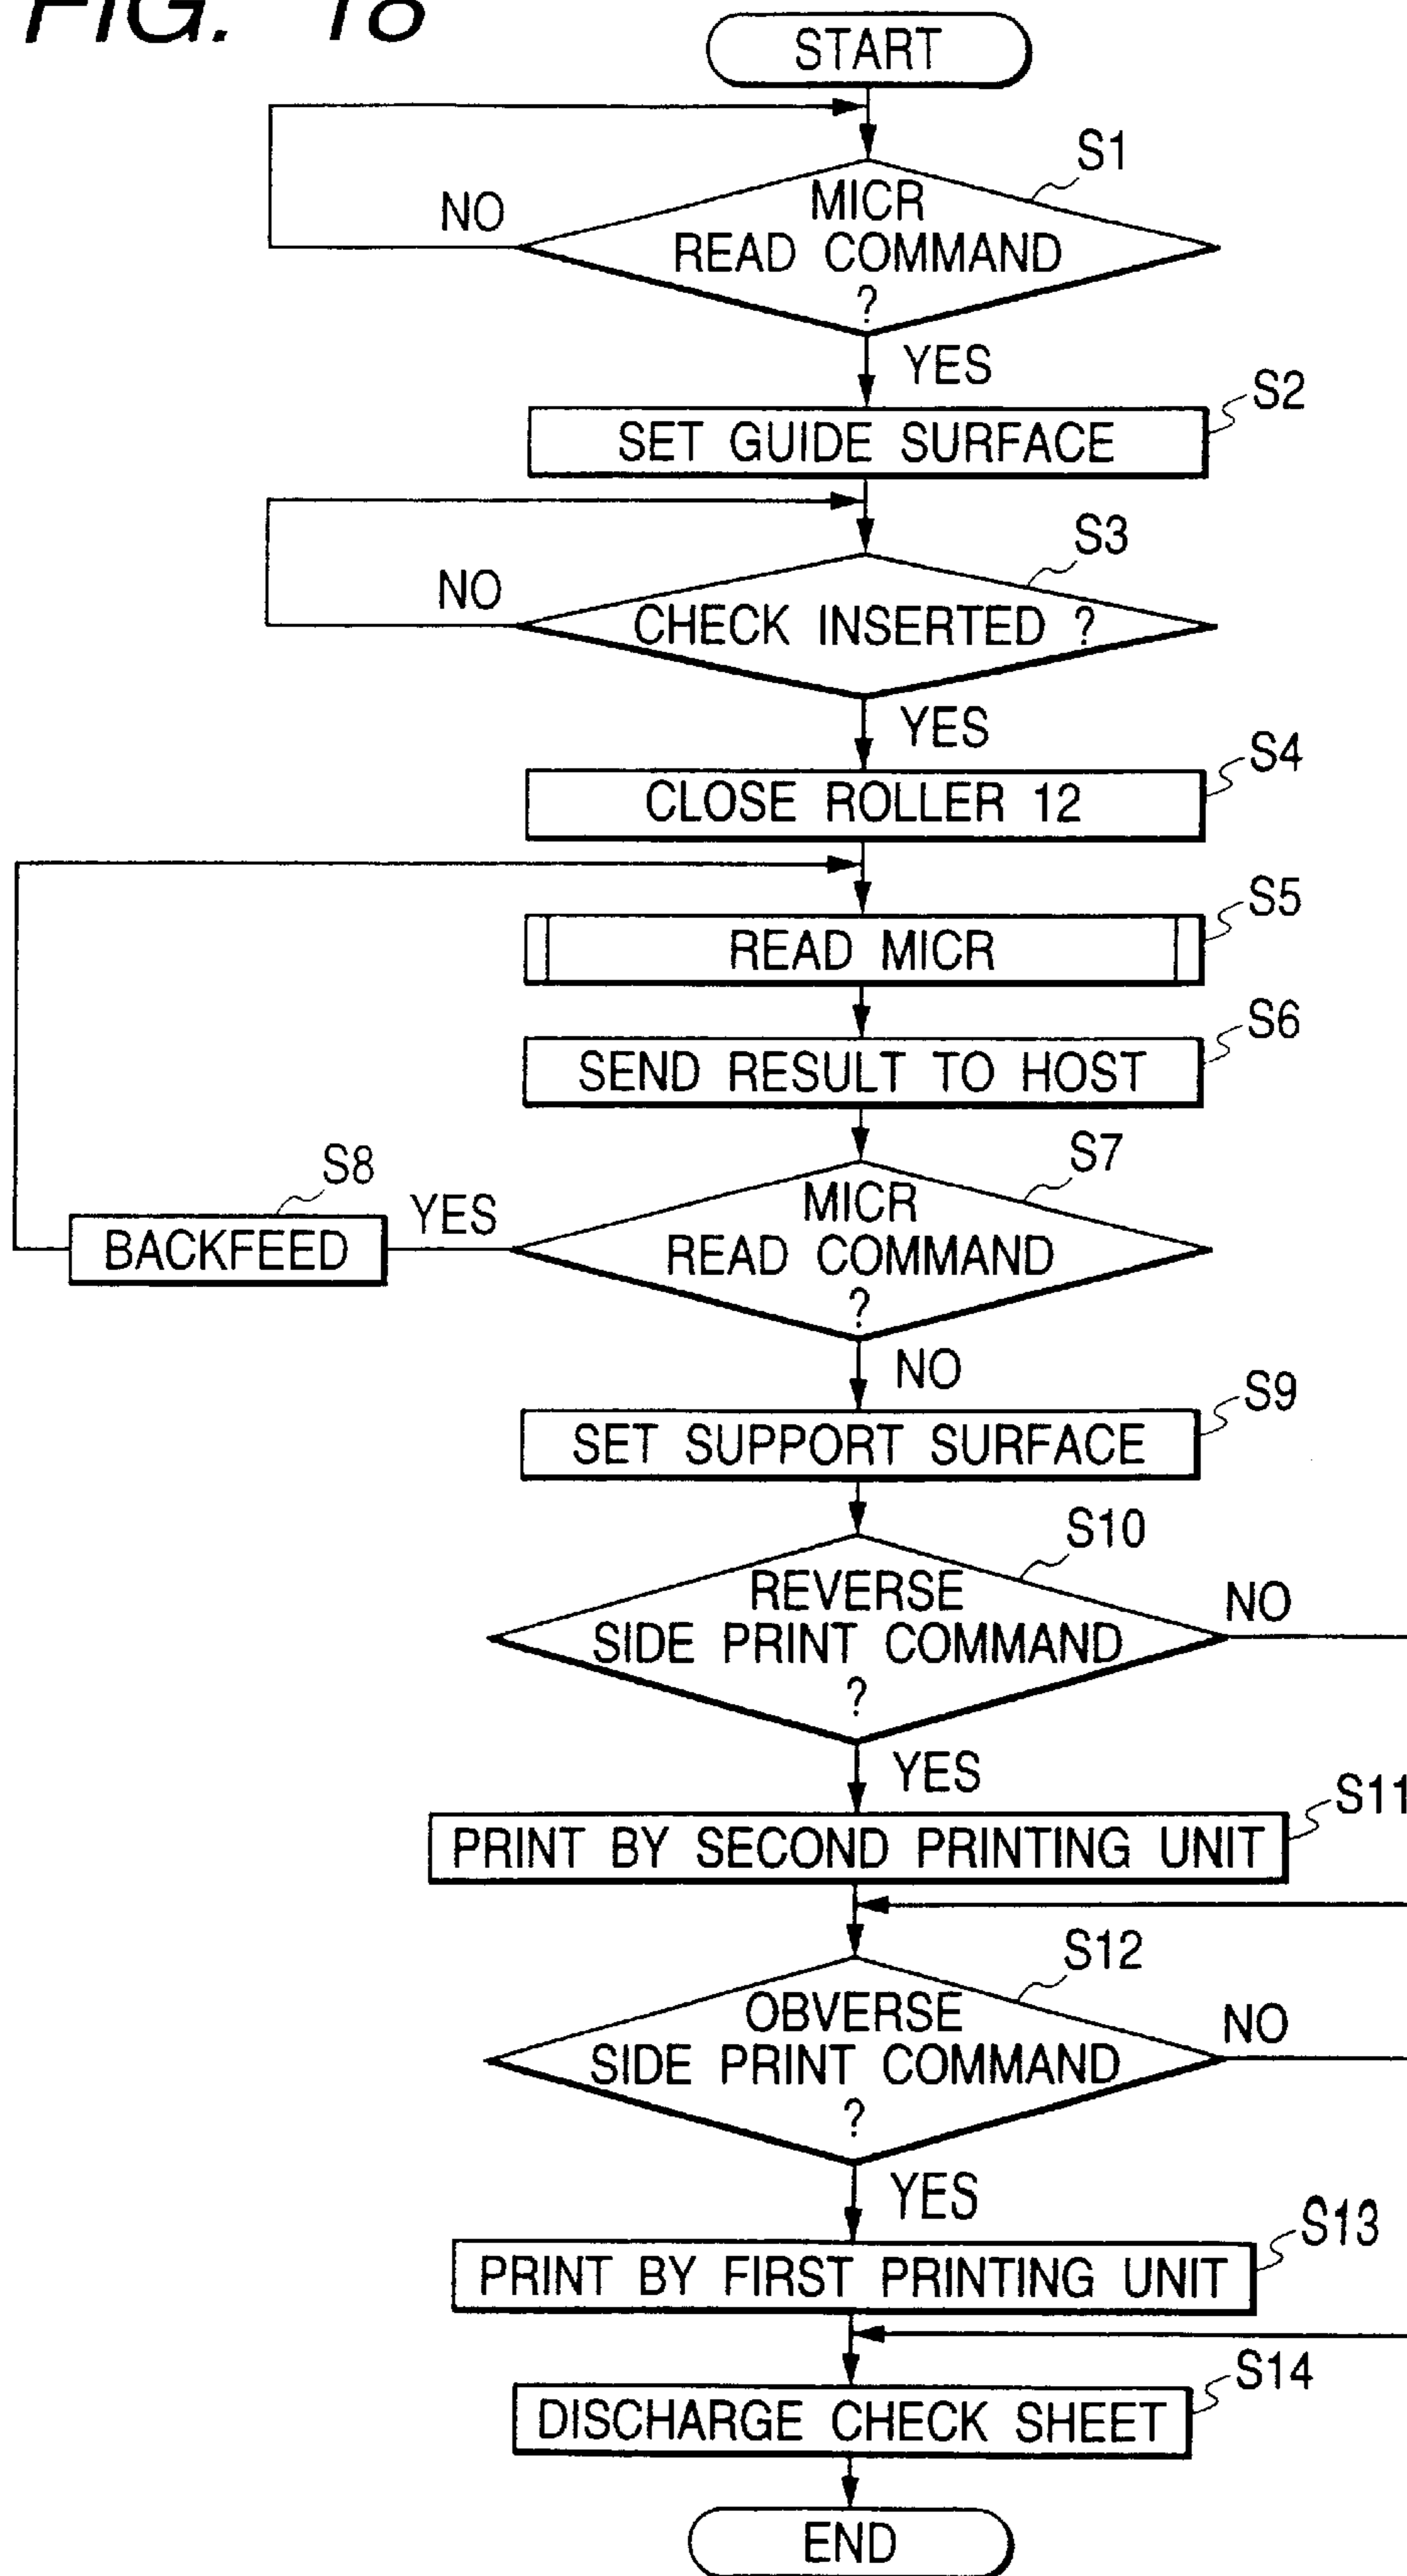 FIG. 18
START
S1
NO
MICR
READ COMMAND
?
YES
S2
SET GUIDE SURFACE
S3
NO
CHECK INSERTED ?
YES
S4
CLOSE ROLLER 12
S5
READ MICR
S6
SEND RESULT TO HOST
S7
S8
MICR
YES
BACKFEED
READ COMMAND
?
NO
S9
SET SUPPORT SURFACE
S10
REVERSE
NO
SIDE PRINT COMMAND
?
YES
S11
PRINT BY SECOND PRINTING UNIT
S12
OBVERSE
NO
SIDE PRINT COMMAND
?
YES
S13
PRINT BY FIRST PRINTING UNIT
S14
DISCHARGE CHECK SHEET
END